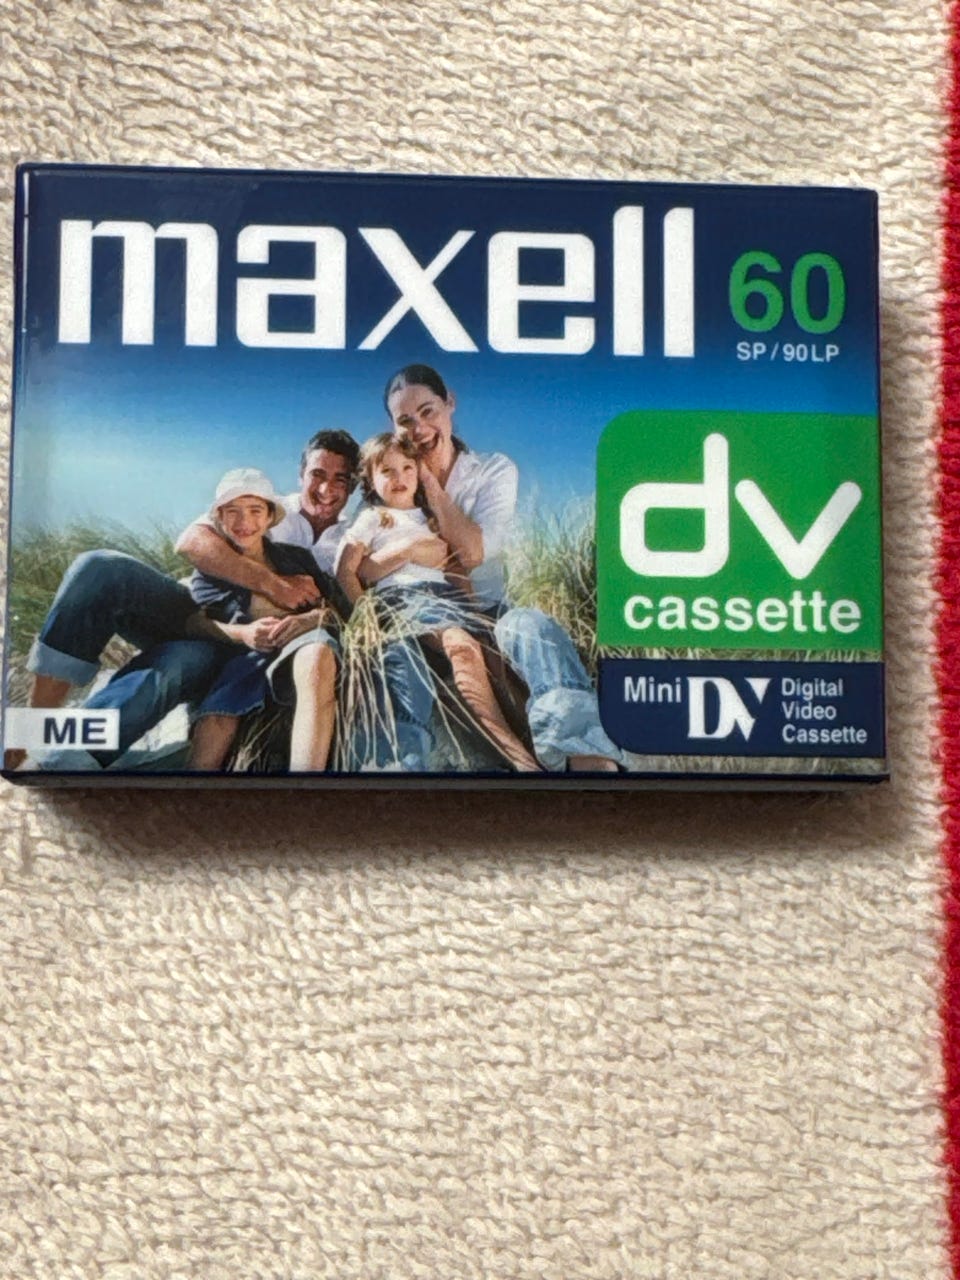 maxell
60
SP/90LP
dv
cassette
Mini DV Digital
Video
Cassette
ME